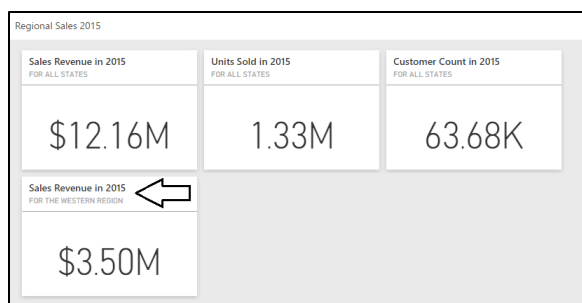 Regional Sales 2015
Sales Revenue in 2015
FOR ALL STATES
$12.16M
Units Sold in 2015
FOR ALL STATES
1.33M
Customer Count in 2015
FOR ALL STATES
63.68K
Sales Revenue in 2015
FOR THE WESTERN REGION
$3.50M